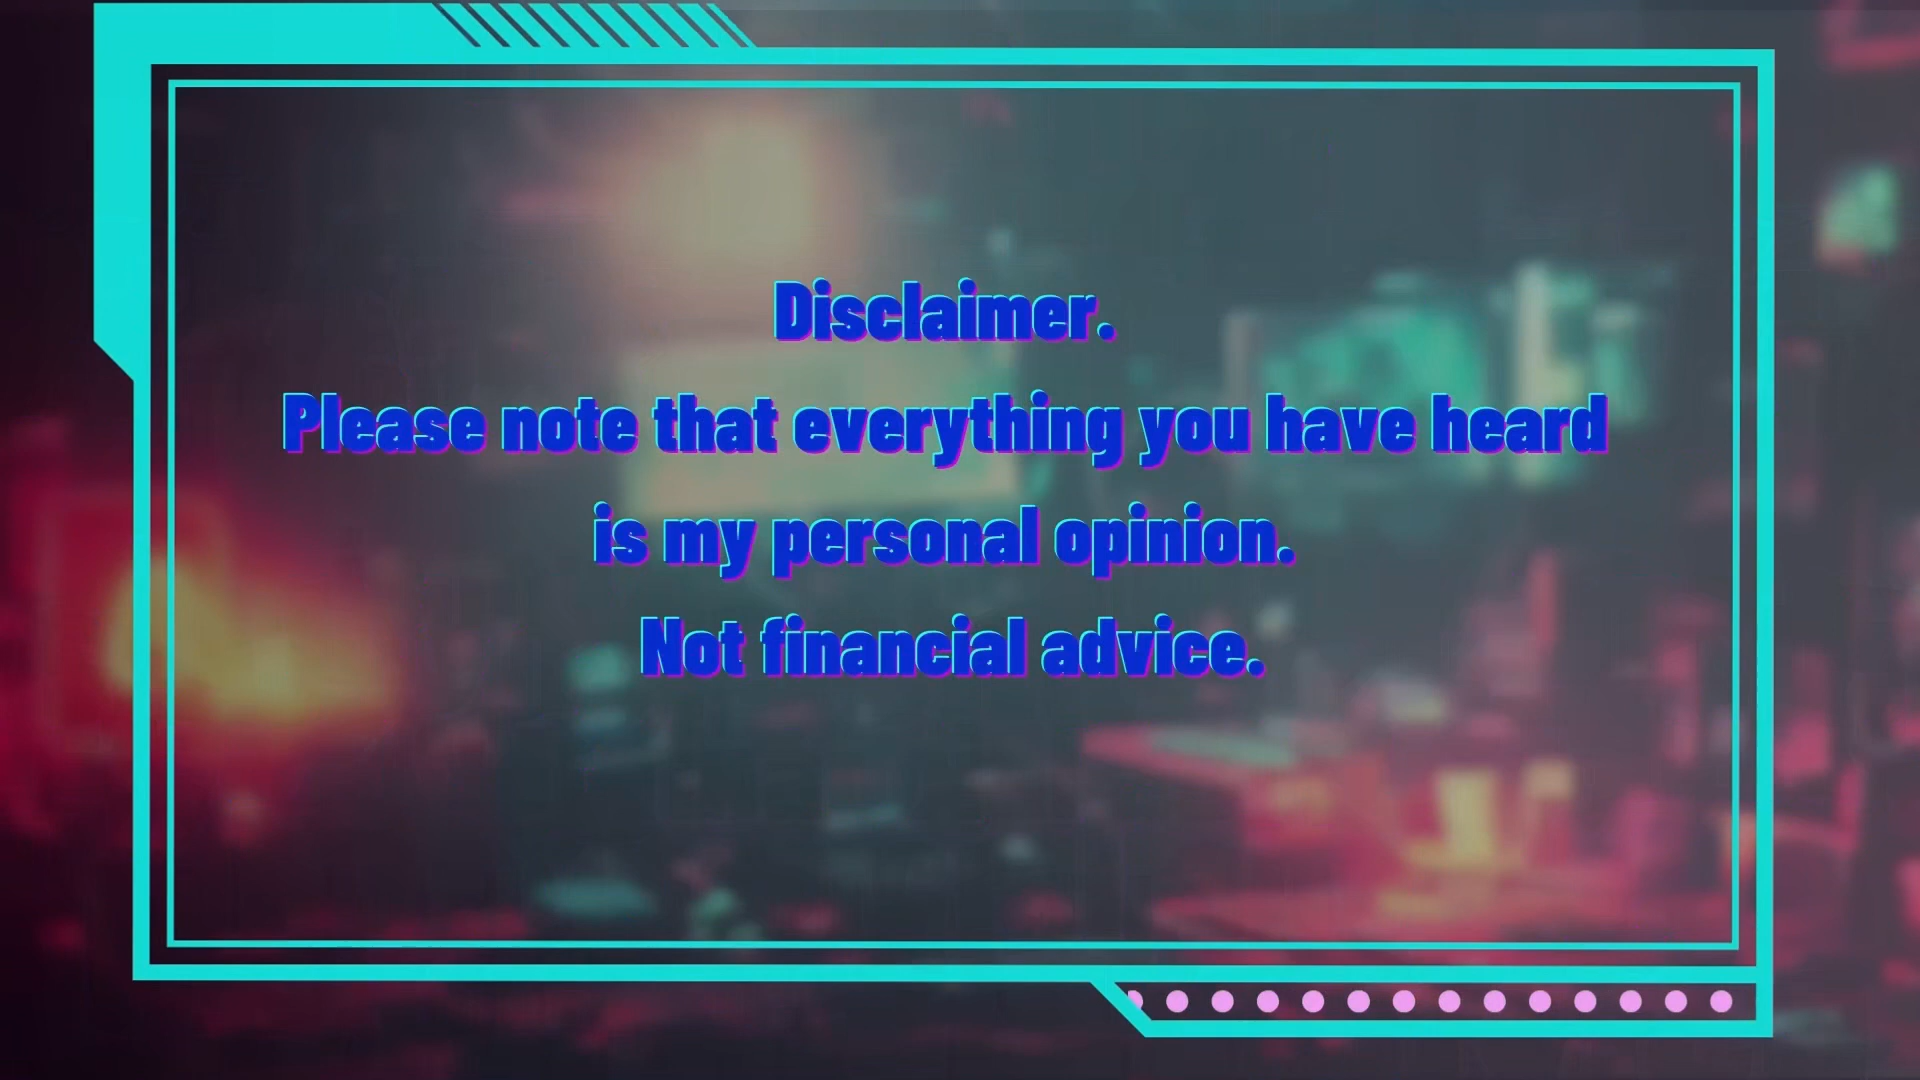 Disclaimer.
Please note that everything you have heard
is my personal opinion.
Not financial advice.